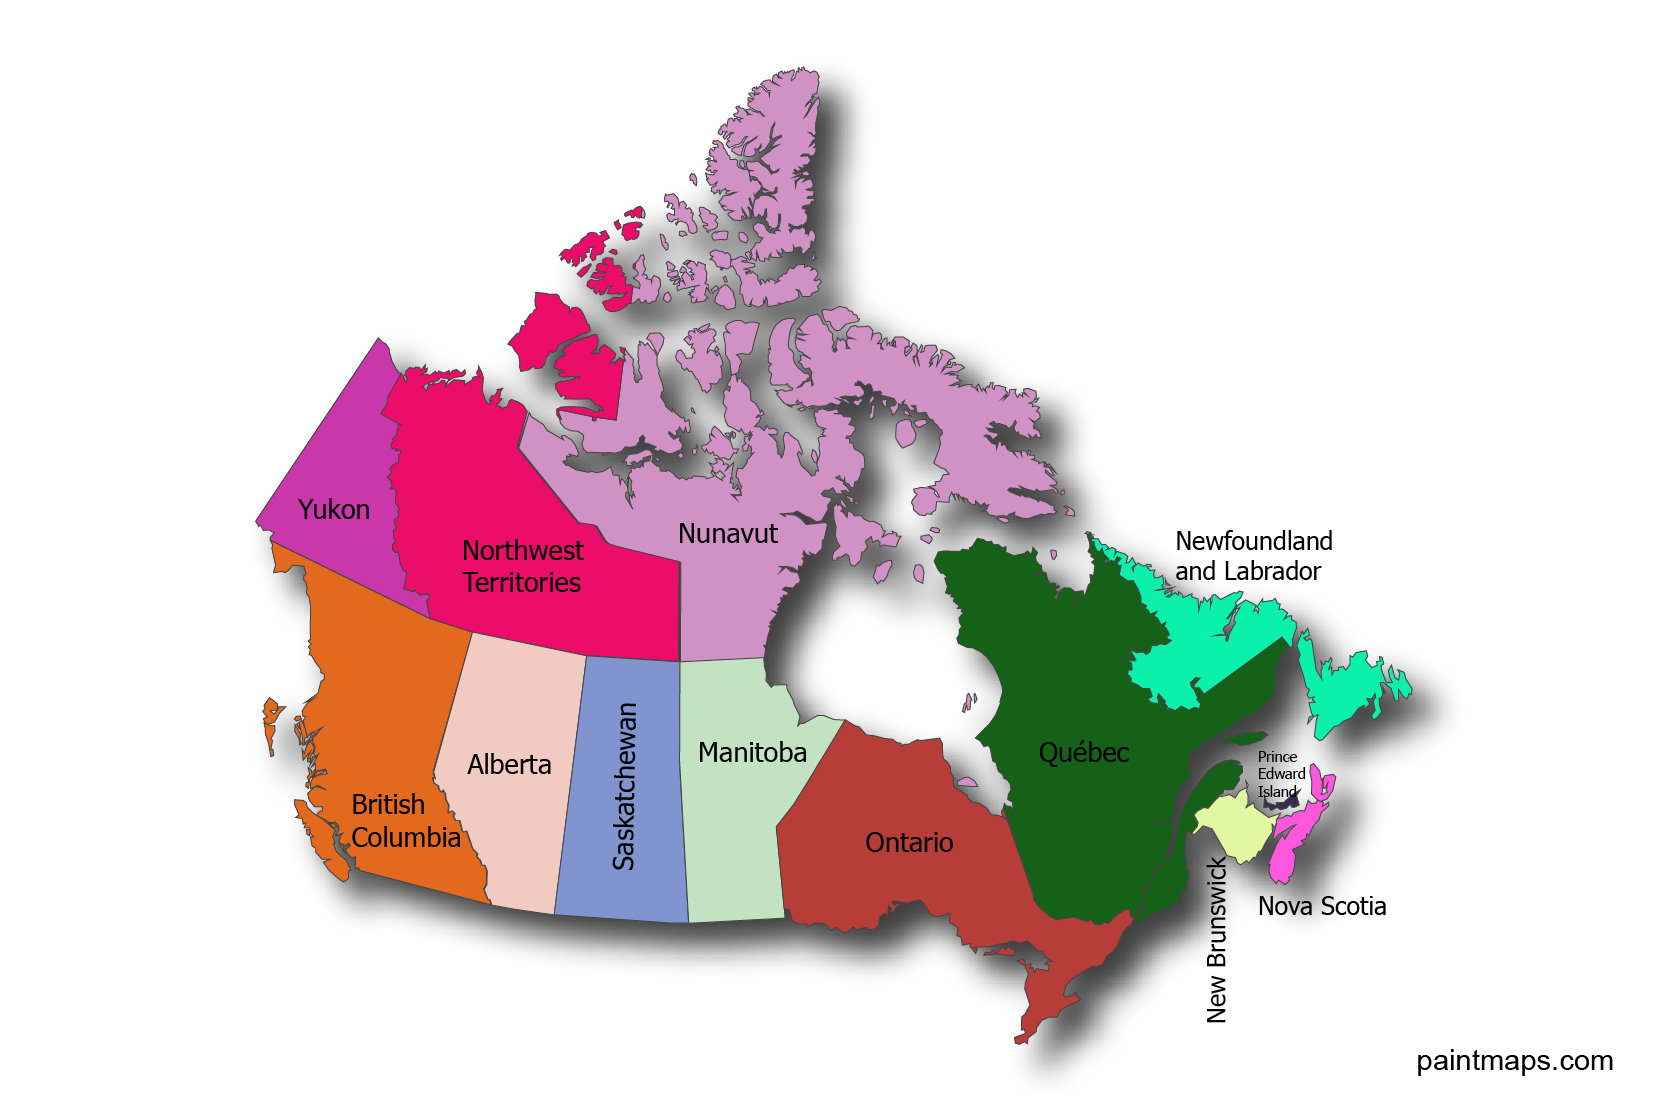 Yukon
Northwest
Territories
Nunavut
Newfoundland
and Labrador
British
Columbia
Alberta
Saskatchewan
Manitoba
Ontario
Québec
Prince
Edward
Island
New Brunswick
Nova Scotia
paintmaps.com